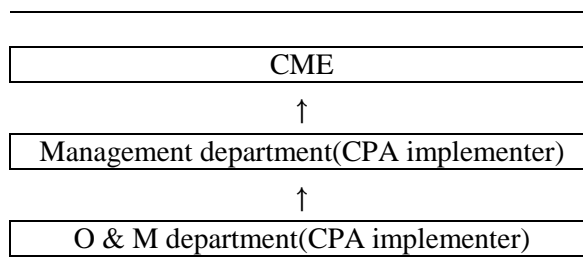 CME
↑
Management department(CPA implementer)
↑
O & M department(CPA implementer)